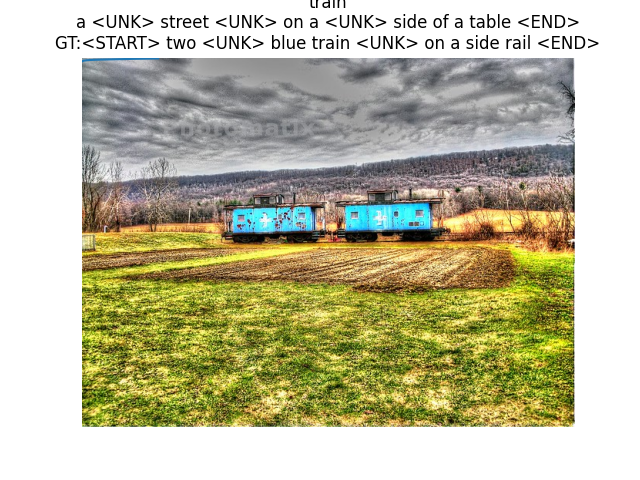 train
a <UNK> street <UNK> on a <UNK> side of a table <END>
GT:<START> two <UNK> blue train <UNK> on a side rail <END>
Photomatix